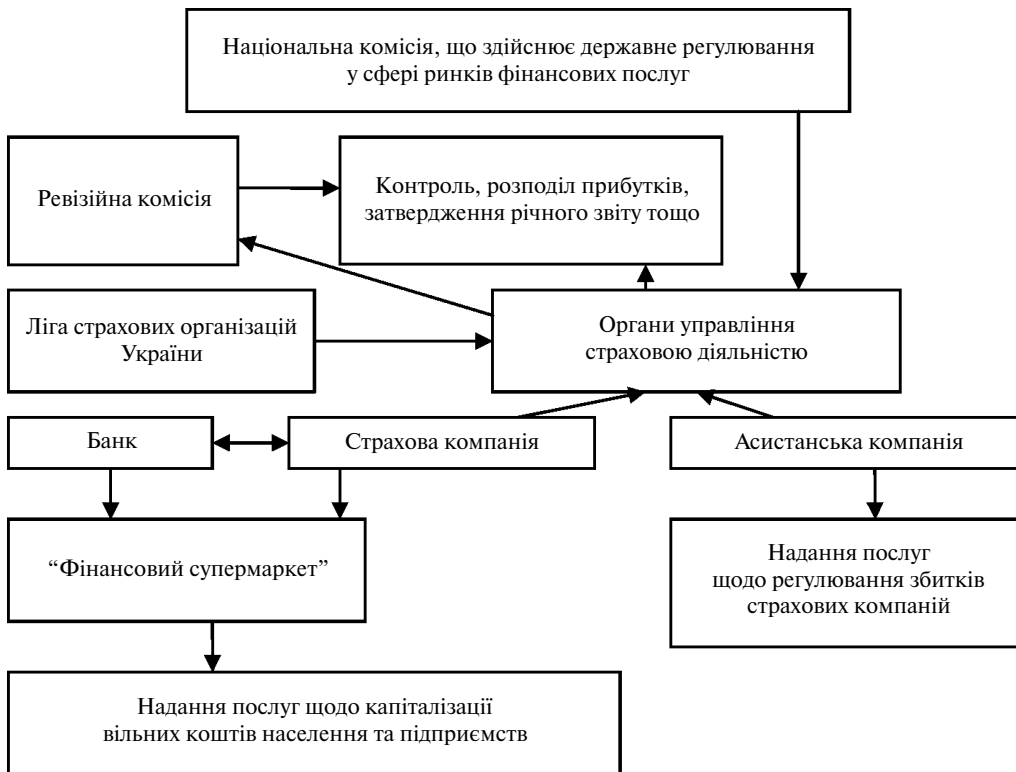 Національна комісія, що здійснює державне регулювання
у сфері ринків фінансових послуг
Ревізійна комісія
Контроль, розподіл прибутків,
затвердження річного звіту тощо
Ліга страхових організацій
України
Органи управління
страховою діяльністю
Банк
Страхова компанія
Асистанська компанія
“Фінансовий супермаркет”
Надання послуг
щодо регулювання збитків
страхових компаній
Надання послуг щодо капіталізації
вільних коштів населення та підприємств